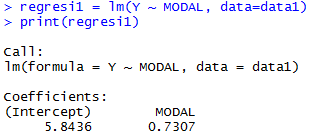 > regresi1 = lm(Y ~ MODAL, data=data1)
> print(regresi1)
Call:
lm(formula = Y ~ MODAL, data = data1)
Coefficients:
(Intercept) MODAL
5.8436 0.7307